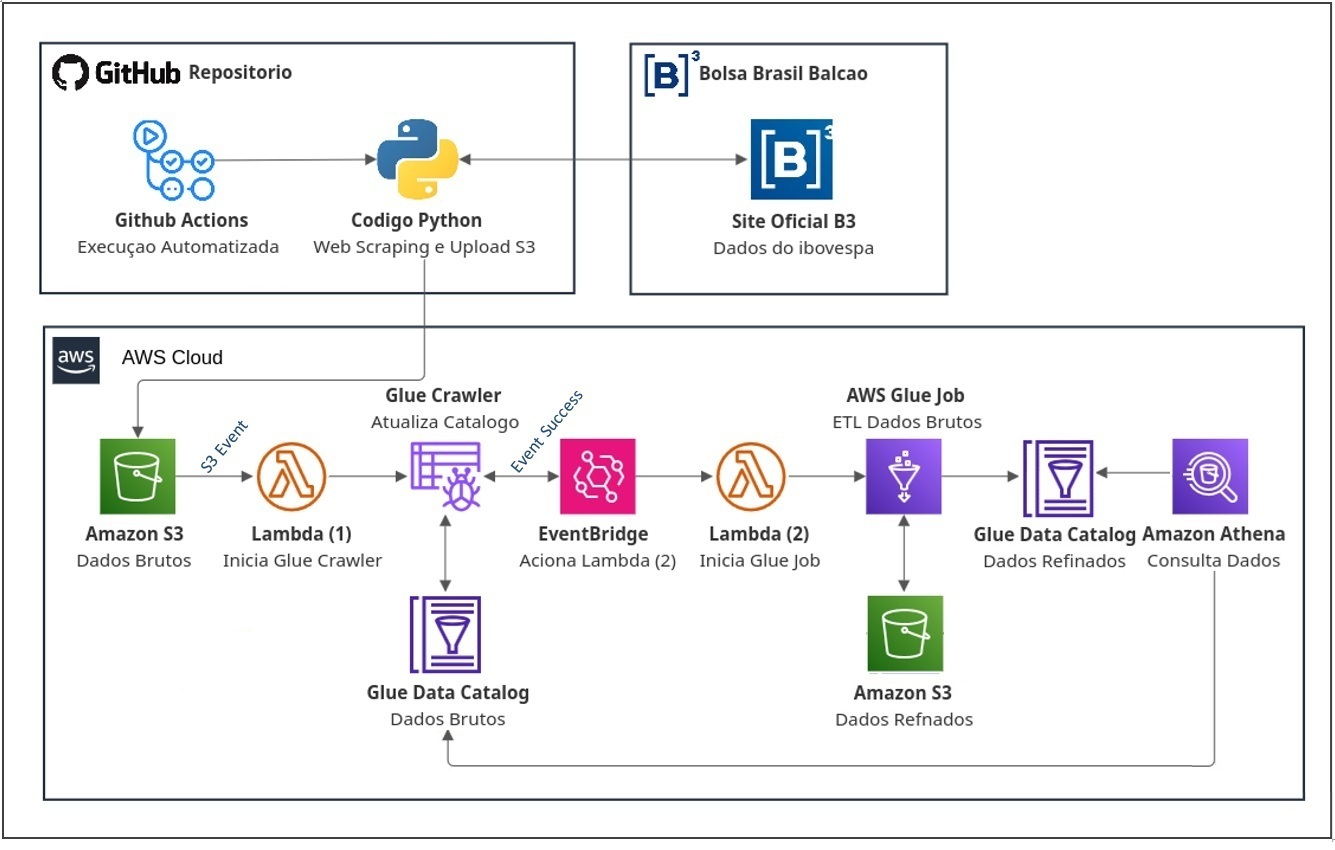 GitHub Repositorio
[B]3 Bolsa Brasil Balcao
[B]3
Github Actions
Execuçao Automatizada
Codigo Python
Web Scraping e Upload S3
Site Oficial B3
Dados do ibovespa
aws AWS Cloud
Glue Crawler
Atualiza Catalogo
AWS Glue Job
ETL Dados Brutos
S3 Event
Event Success
Amazon S3
Dados Brutos
Lambda (1)
Inicia Glue Crawler
EventBridge
Aciona Lambda (2)
Lambda (2)
Inicia Glue Job
Glue Data Catalog
Dados Refinados
Amazon Athena
Consulta Dados
Glue Data Catalog
Dados Brutos
Amazon S3
Dados Refnados